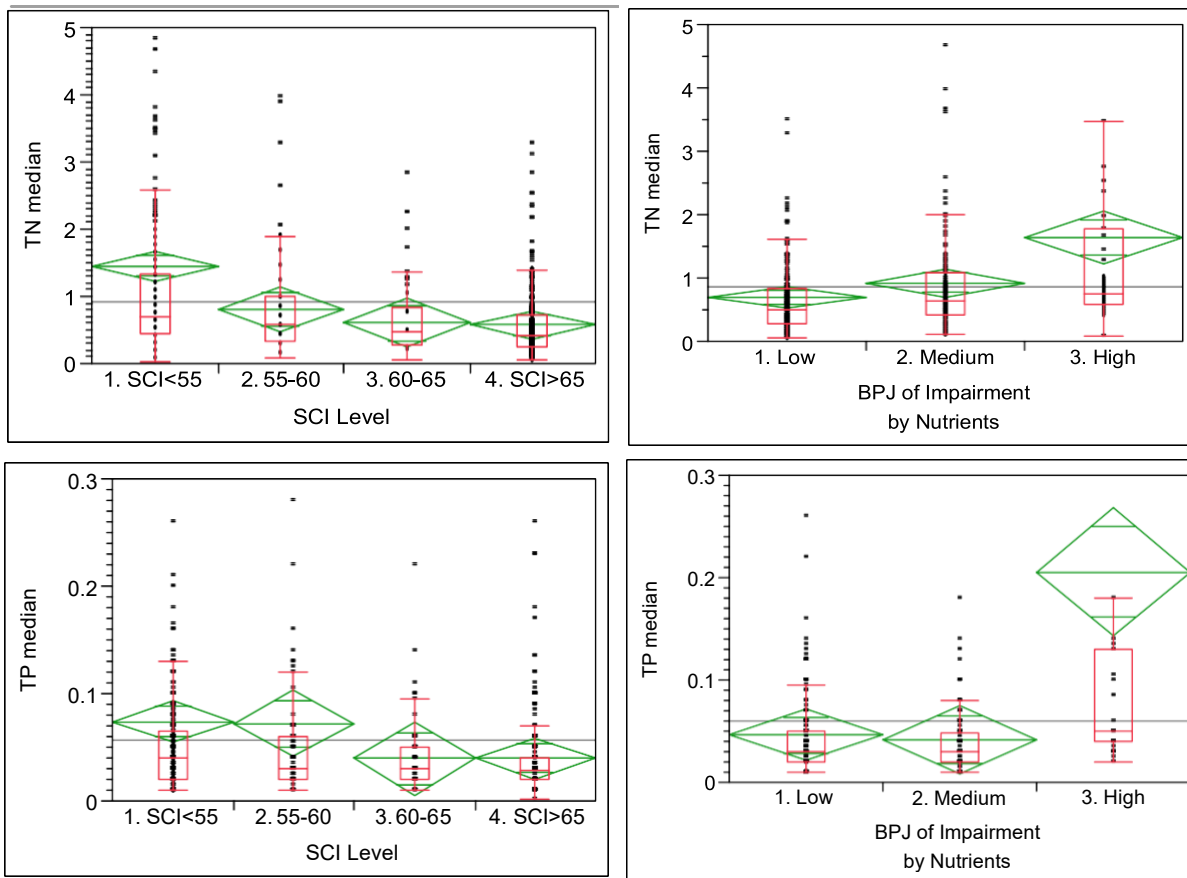 5
4
3
2
1
0
TN median
1. SCI<55
2.55-60
3.60-65
4. SCI>65
SCI Level
5
4
3
2
1
0
TN median
1. Low
2. Medium
3. High
BPJ of Impairment
by Nutrients
0.3
0.2
0.1
0
TP median
1. SCI<55
2.55-60
3.60-65
4. SCI>65
SCI Level
0.3
0.2
0.1
0
TP median
1. Low
2. Medium
3. High
BPJ of Impairment
by Nutrients